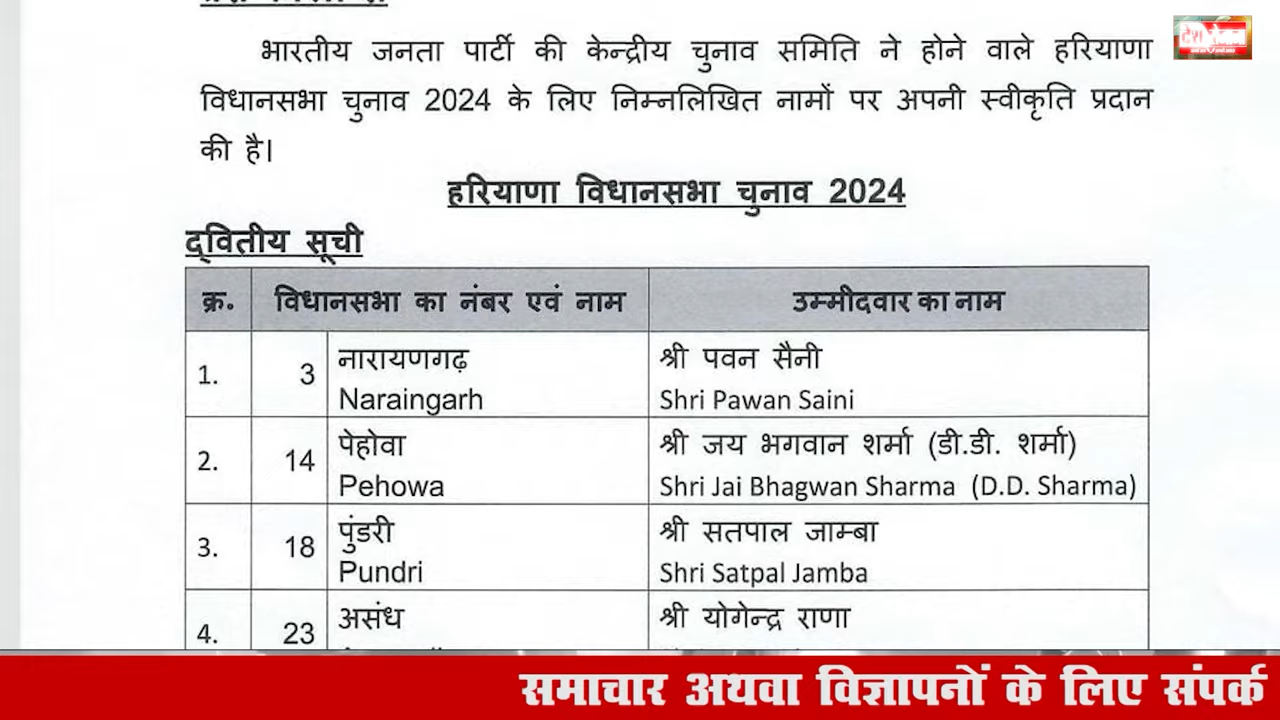 भारतीय जनता पार्टी की केन्द्रीय चुनाव समिति ने होने वाले हरियाणा
विधानसभा चुनाव 2024 के लिए निम्नलिखित नामों पर अपनी स्वीकृति प्रदान
की है।
हरियाणा विधानसभा चुनाव 2024
द्वितीय सूची
क्र. विधानसभा का नंबर एवं नाम उम्मीदवार का नाम
1. 3 नारायणगढ़ श्री पवन सैनी
Naraingarh Shri Pawan Saini
2. 14 पेहोवा श्री जय भगवान शर्मा (डी.डी. शर्मा)
Pehowa Shri Jai Bhagwan Sharma (D.D. Sharma)
3. 18 पुंडरी श्री सतपाल जाम्बा
Pundri Shri Satpal Jamba
4. 23 असंध श्री योगेन्द्र राणा
समाचार अथवा विज्ञापनों के लिए संपर्क